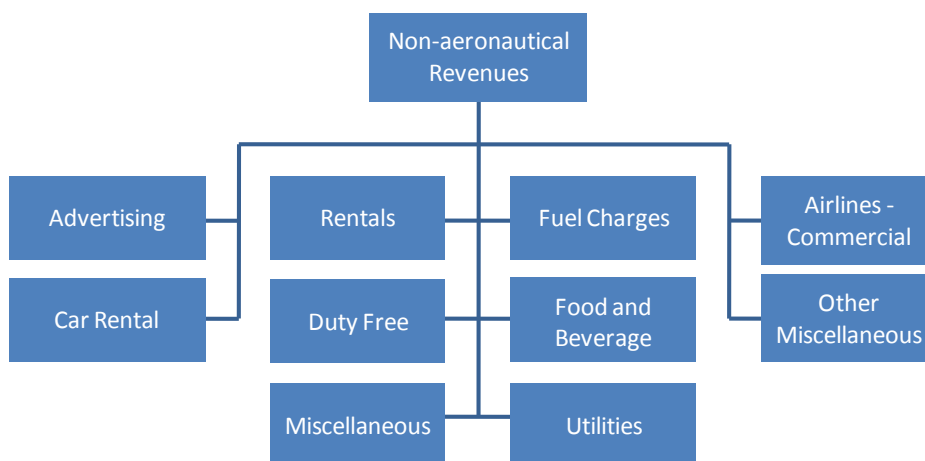 Non-aeronautical
Revenues
Advertising
Rentals
Fuel Charges
Airlines -
Commercial
Car Rental
Duty Free
Food and
Beverage
Other
Miscellaneous
Miscellaneous
Utilities